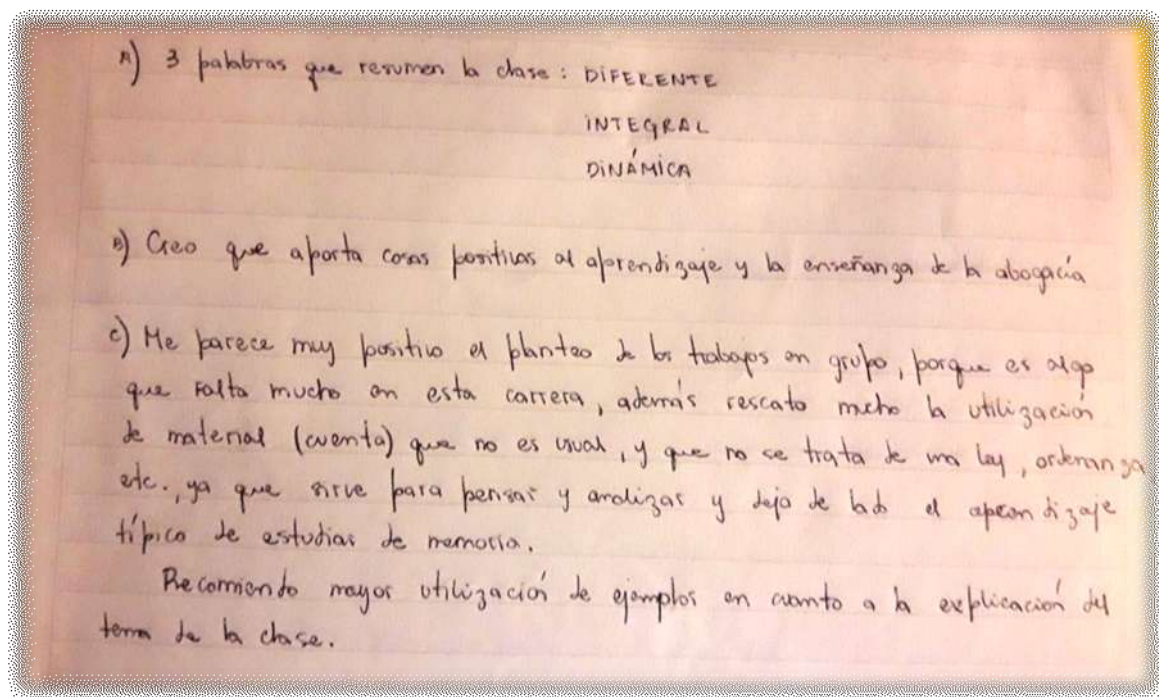 A) 3 palabras que resumen la clase : DIFERENTE
INTEGRAL
DINÁMICA
B) Creo que aporta cosas positivas al aprendizaje y la enseñanza de la abogacía
C) Me parece muy positivo el planteo de los trabajos en grupo, porque es algo
que falta mucho en esta carrera, además rescato mucho la utilización
de material (cuento) que no es usual, y que no se trata de una ley, ordenanza
etc., ya que sirve para pensar y analizar y deja de lado el aprendizaje
típico de estudiar de memoria.
Recomiendo mayor utilización de ejemplos en cuanto a la explicación del
tema de la clase.